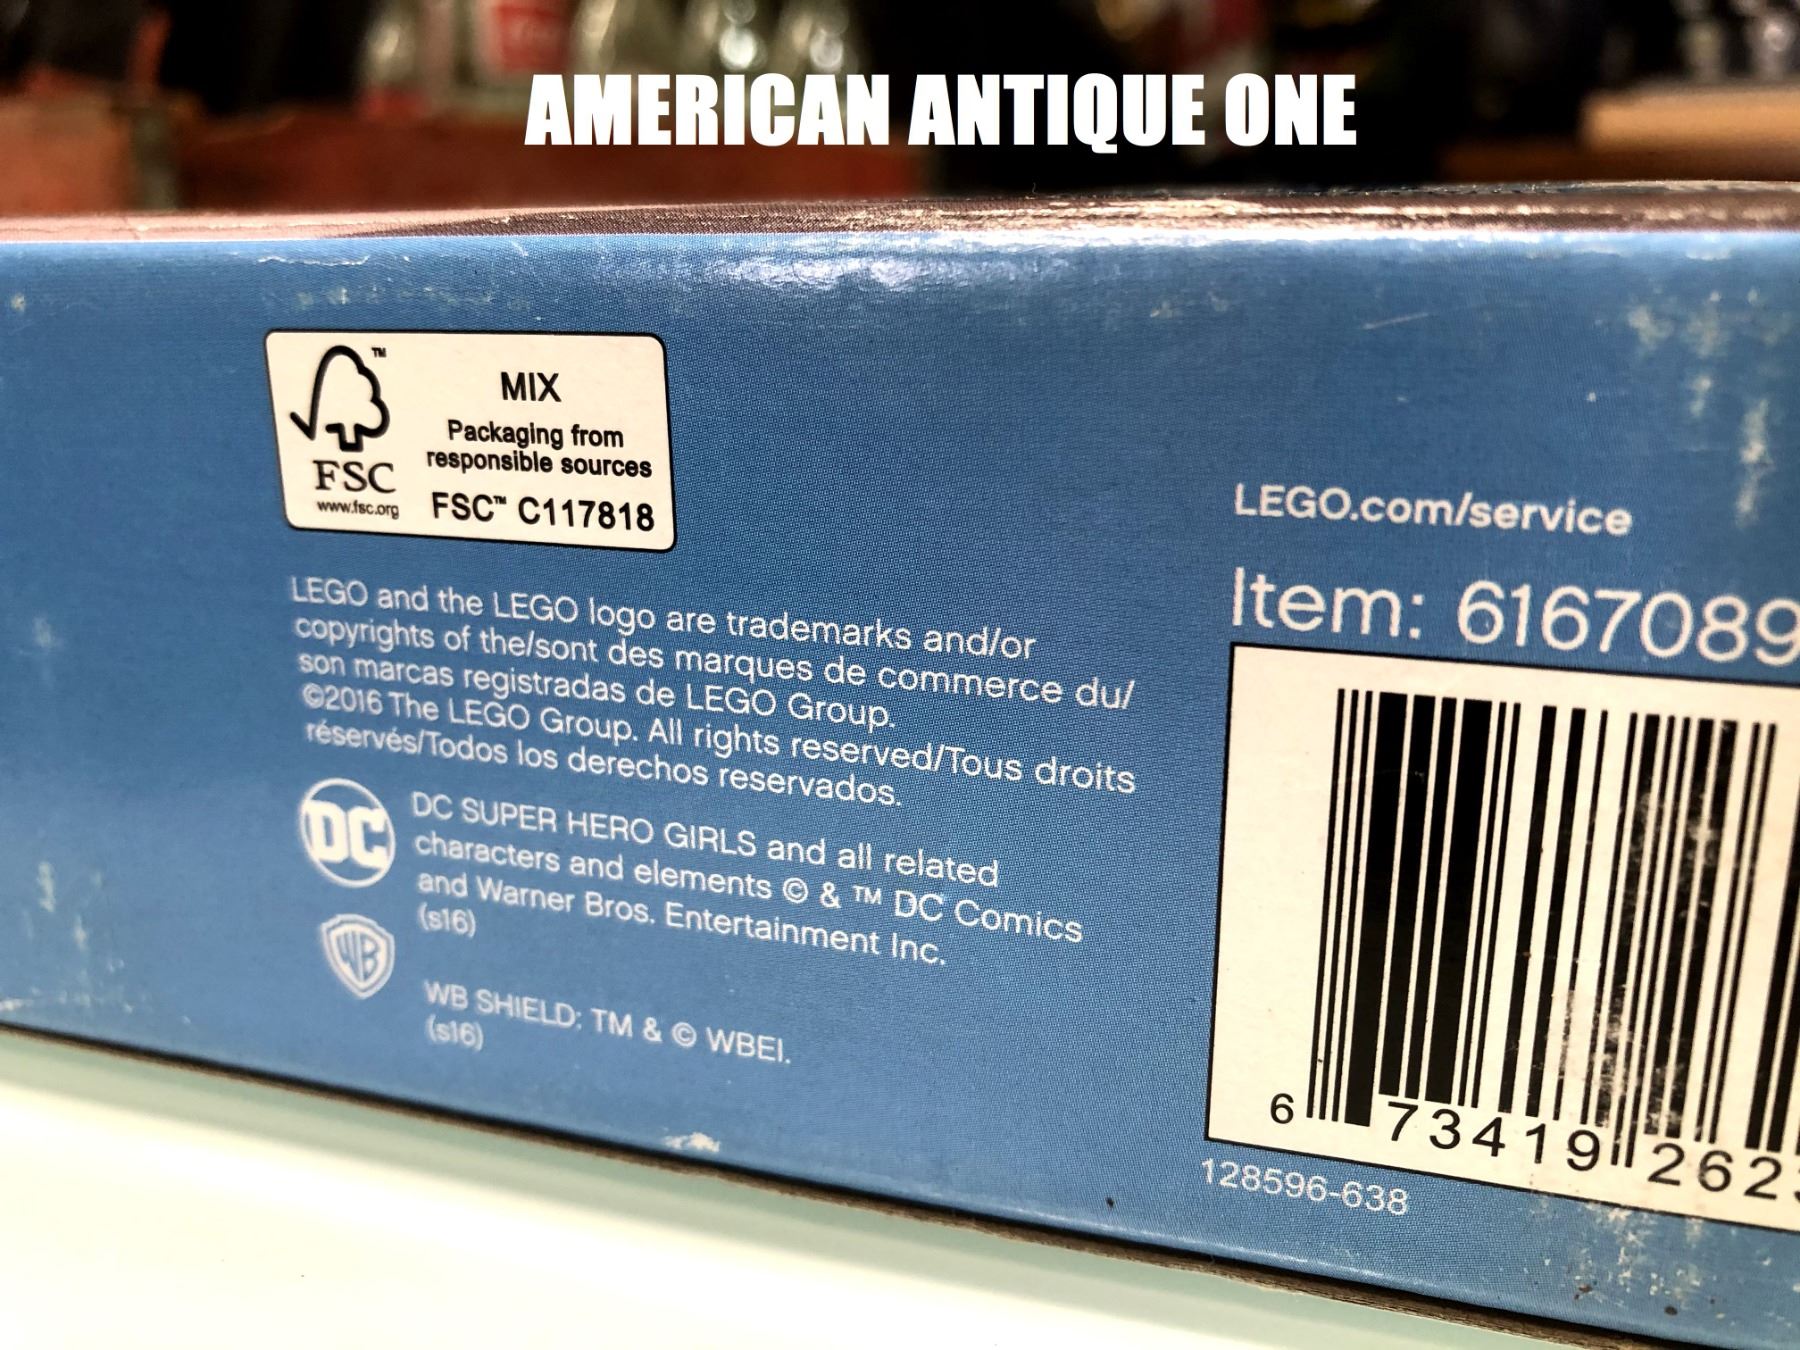 AMERICAN ANTIQUE ONE
TM
MIX
Packaging from
responsible sources
FSC
www.fsc.org
FSC™ C117818
LEGO and the LEGO logo are trademarks and/or
copyrights of the/sont des marques de commerce du/
son marcas registradas de LEGO Group.
©2016 The LEGO Group. All rights reserved/Tous droits
réservés/Todos los derechos reservados.
DC
DC SUPER HERO GIRLS and all related
characters and elements © & ™ DC Comics
and Warner Bros. Entertainment Inc.
(s16)
WB
WB SHIELD: TM & © WBEI.
(s16)
LEGO.com/service
Item: 6167089
6 73419 262
128596-638